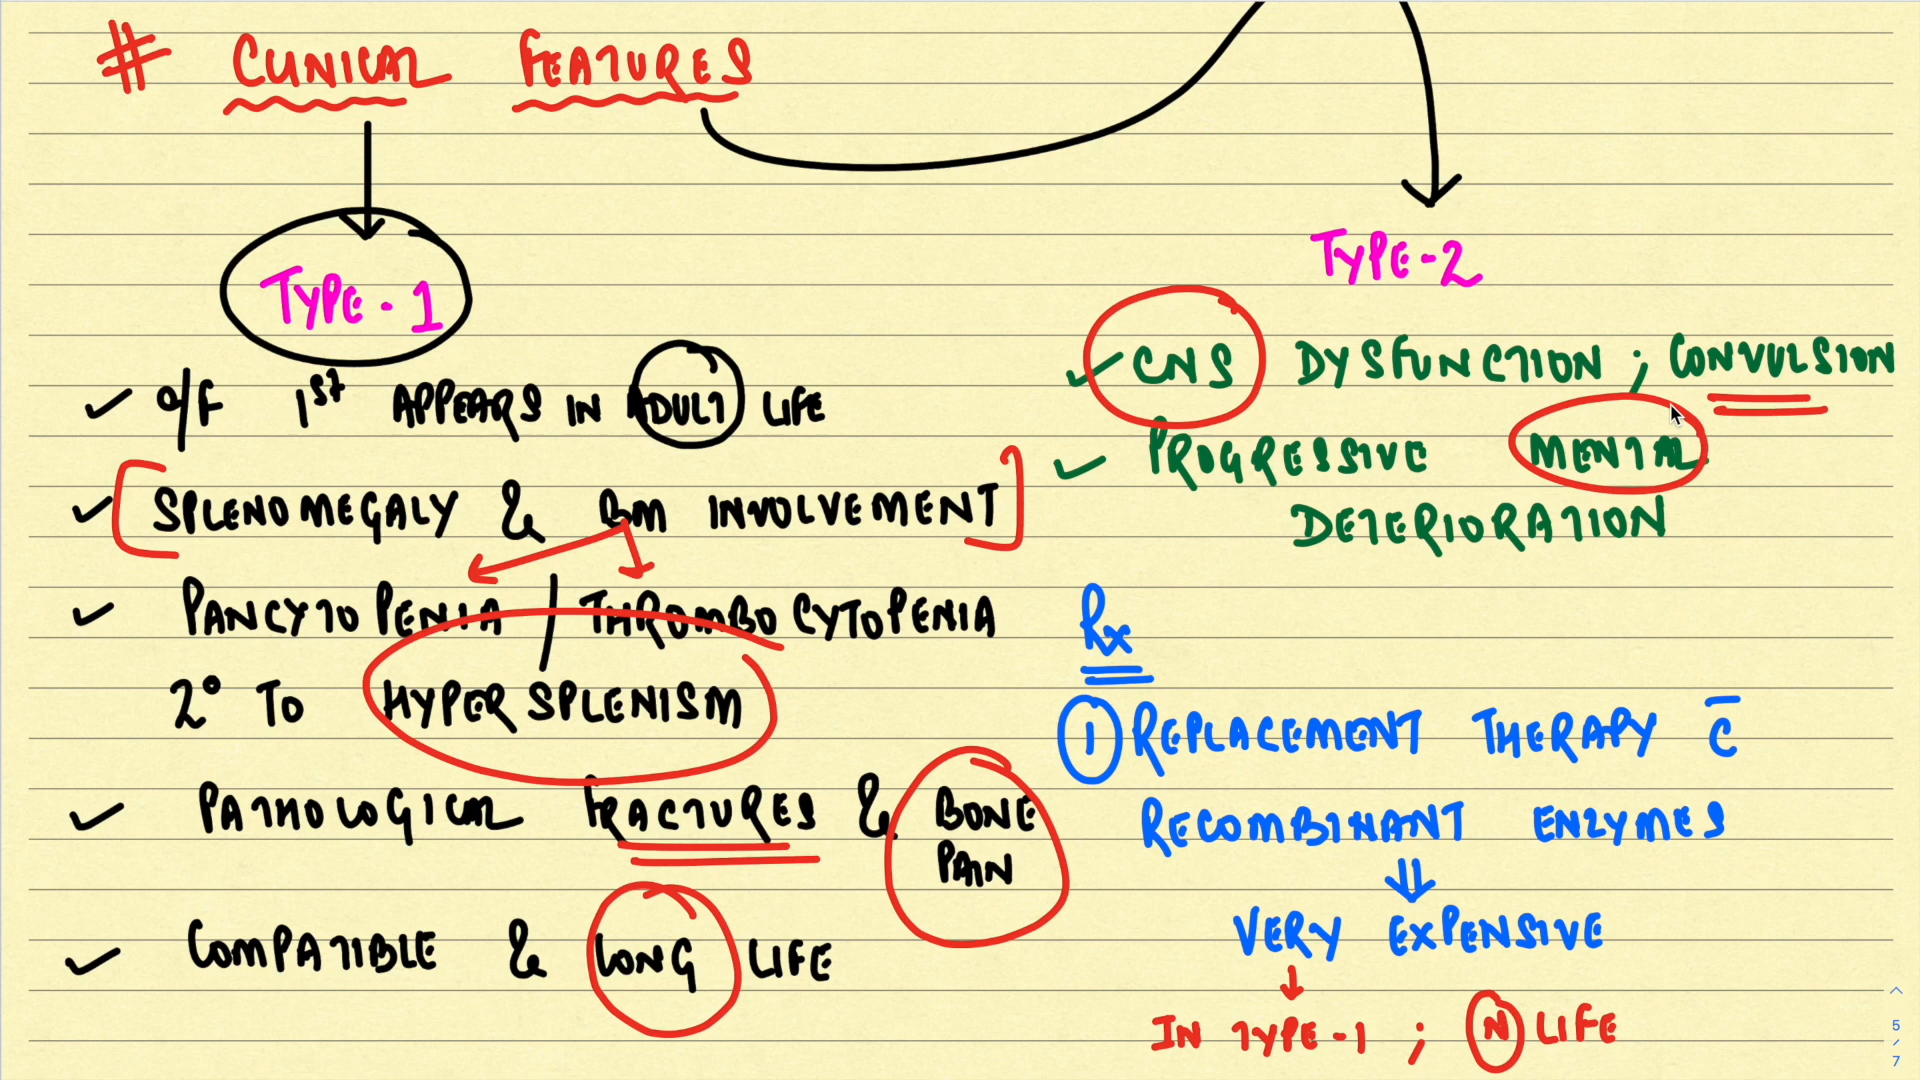 # CLINICAL FEATURES
TYPE-1
✓ O/F 1st APPEARS IN ADULT LIFE
✓ SPLENOMEGALY & BM INVOLVEMENT
✓ PANCYTOPENIA / THROMBOCYTOPENIA
2° TO HYPERSPLENISM
✓ PATHOLOGICAL FRACTURES & BONE
PAIN
✓ COMPATIBLE & LONG LIFE
TYPE-2
✓ CNS DYSFUNCTION ; CONVULSION
✓ PROGRESSIVE MENTAL
DETERIORATION
Rx
① REPLACEMENT THERAPY c̅
RECOMBINANT ENZYMES
⇓
VERY EXPENSIVE
↓
IN TYPE-1 ; N LIFE
5/7